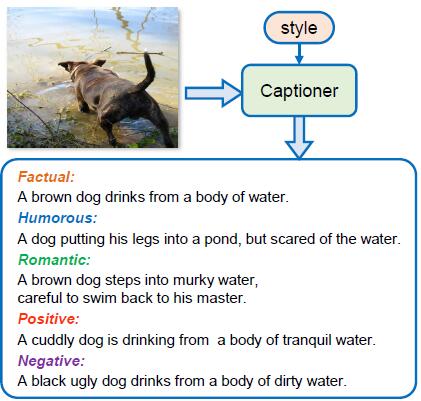 style
Captioner
Factual:
A brown dog drinks from a body of water.
Humorous:
A dog putting his legs into a pond, but scared of the water.
Romantic:
A brown dog steps into murky water,
careful to swim back to his master.
Positive:
A cuddly dog is drinking from a body of tranquil water.
Negative:
A black ugly dog drinks from a body of dirty water.